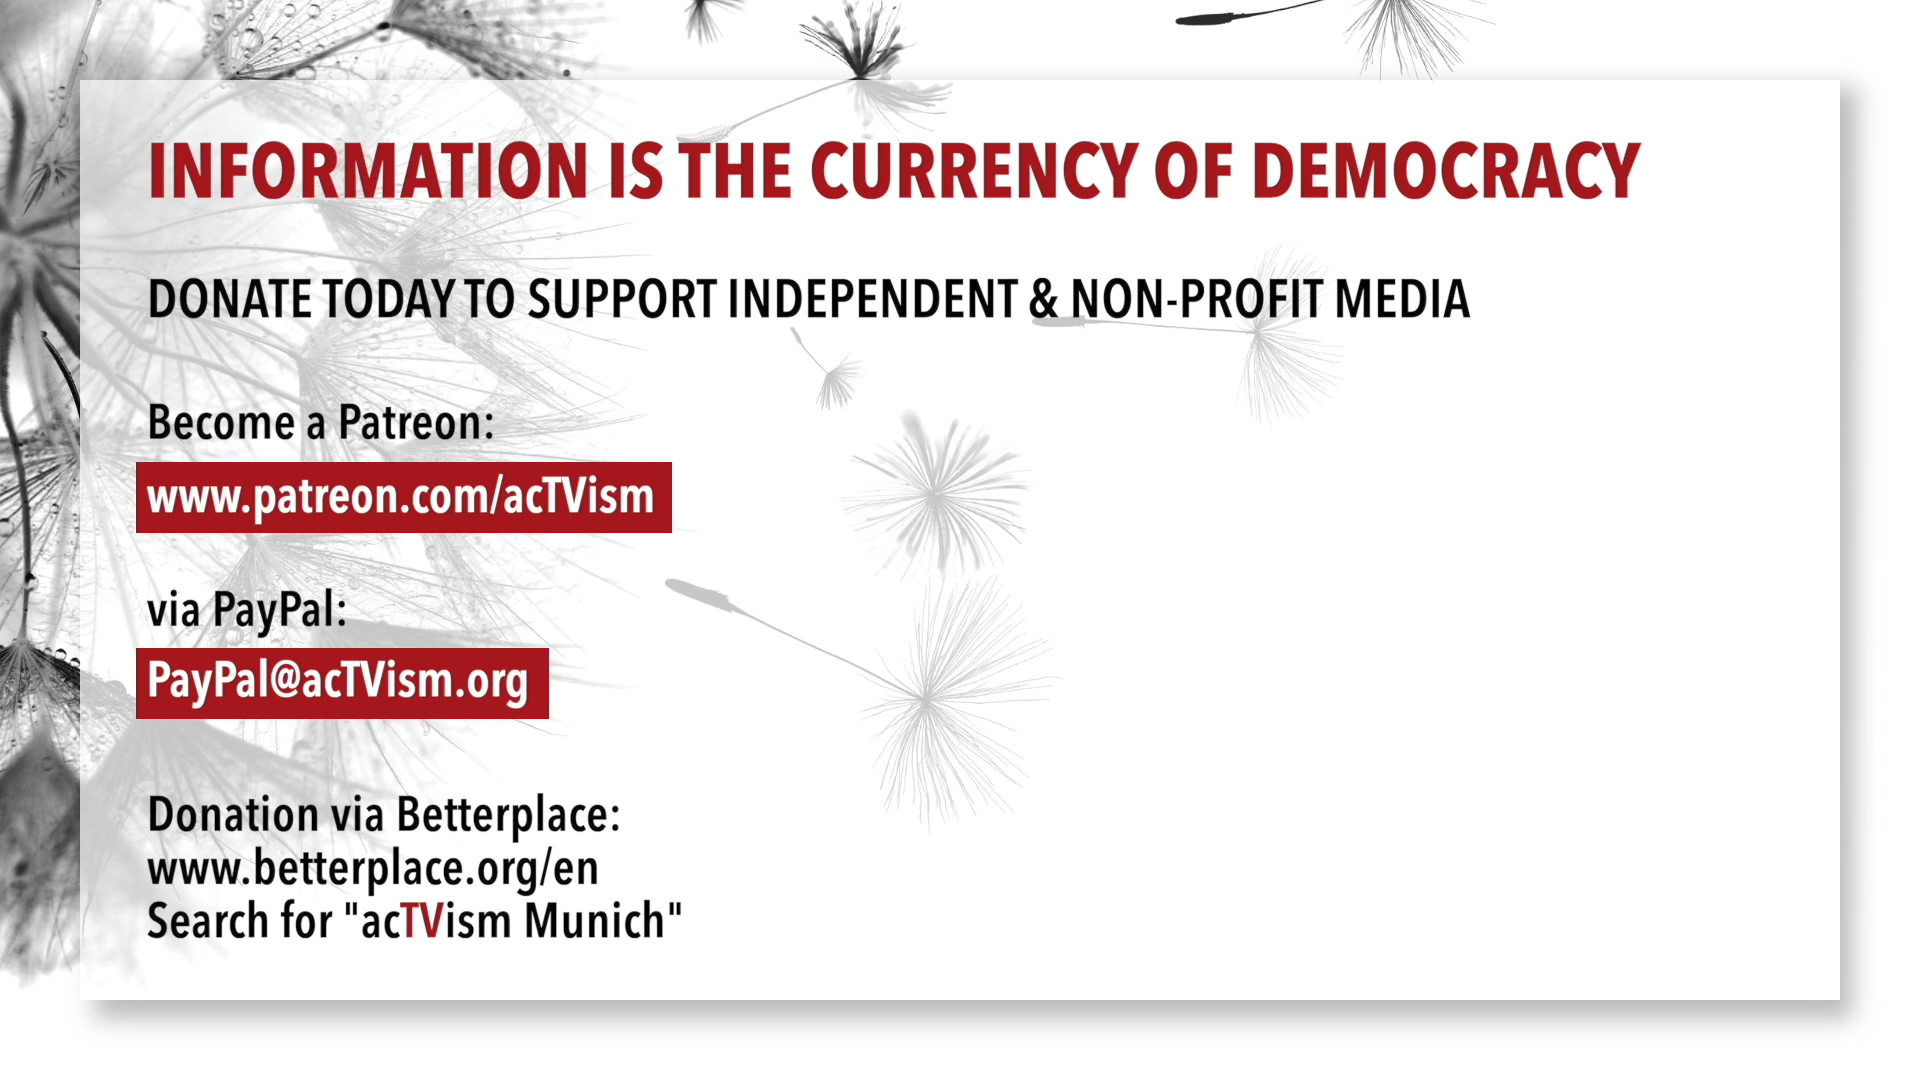 INFORMATION IS THE CURRENCY OF DEMOCRACY
DONATE TODAY TO SUPPORT INDEPENDENT & NON-PROFIT MEDIA
Become a Patreon:
www.patreon.com/acTVism
via PayPal:
PayPal@acTVism.org
Donation via Betterplace:
www.betterplace.org/en
Search for "acTVism Munich"